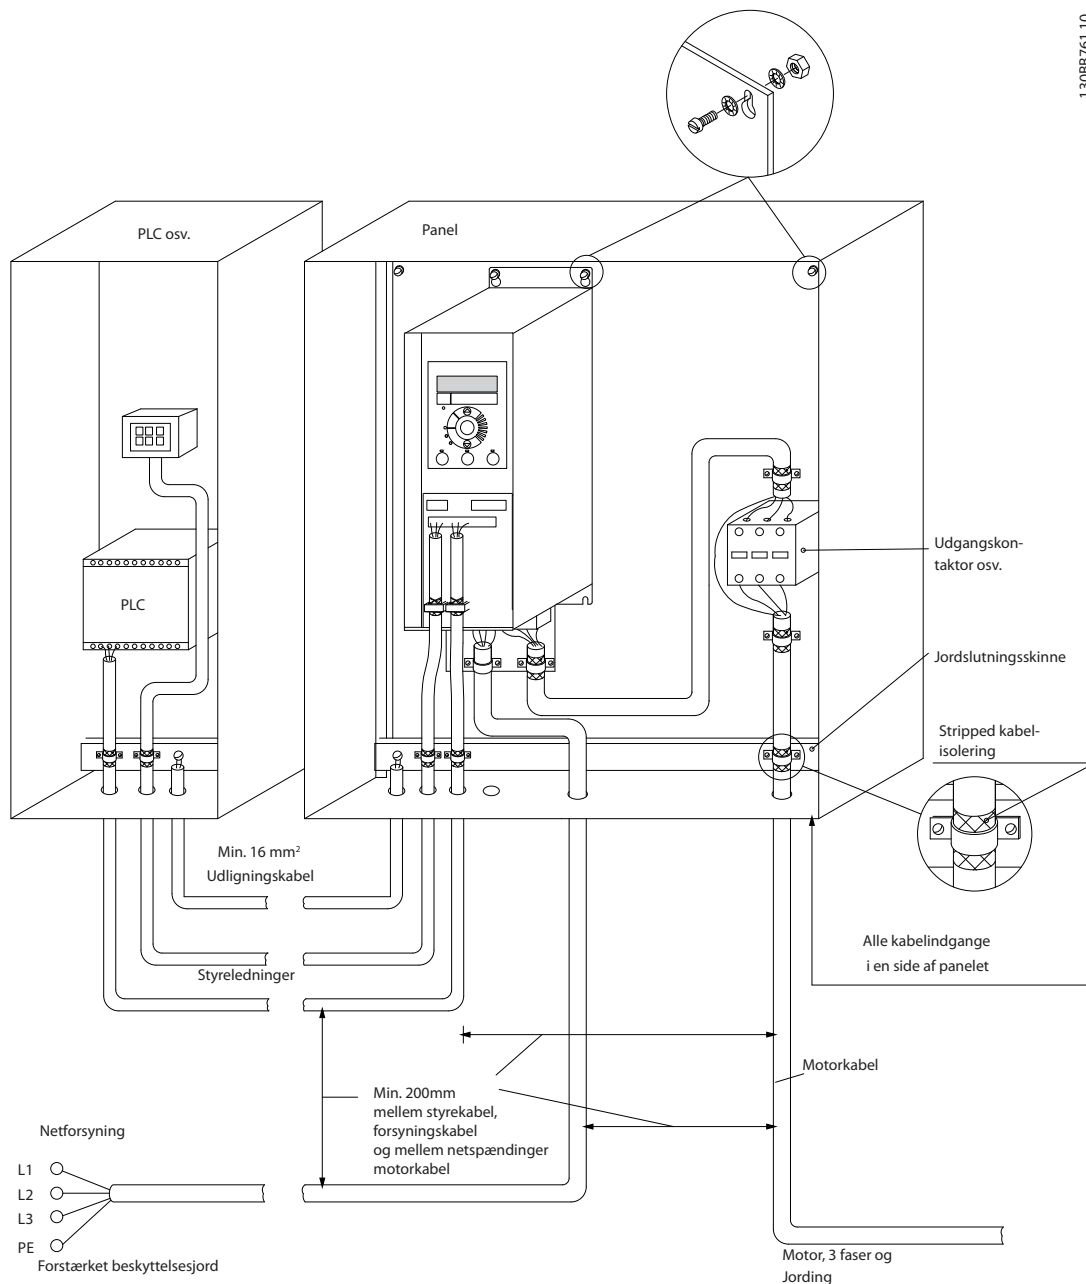 130BB761.10
PLC osv.
Panel
PLC
Udgangskon-
taktor osv.
Jordslutningsskinne
Stripped kabel-
isolering
Min. 16 mm²
Udligningskabel
Alle kabelindgange
i en side af panelet
Styreledninger
Motorkabel
Min. 200mm
mellem styrekabel,
forsyningskabel
og mellem netspændinger
motorkabel
Netforsyning
L1
L2
L3
PE
Forstærket beskyttelsesjord
Motor, 3 faser og
Jording